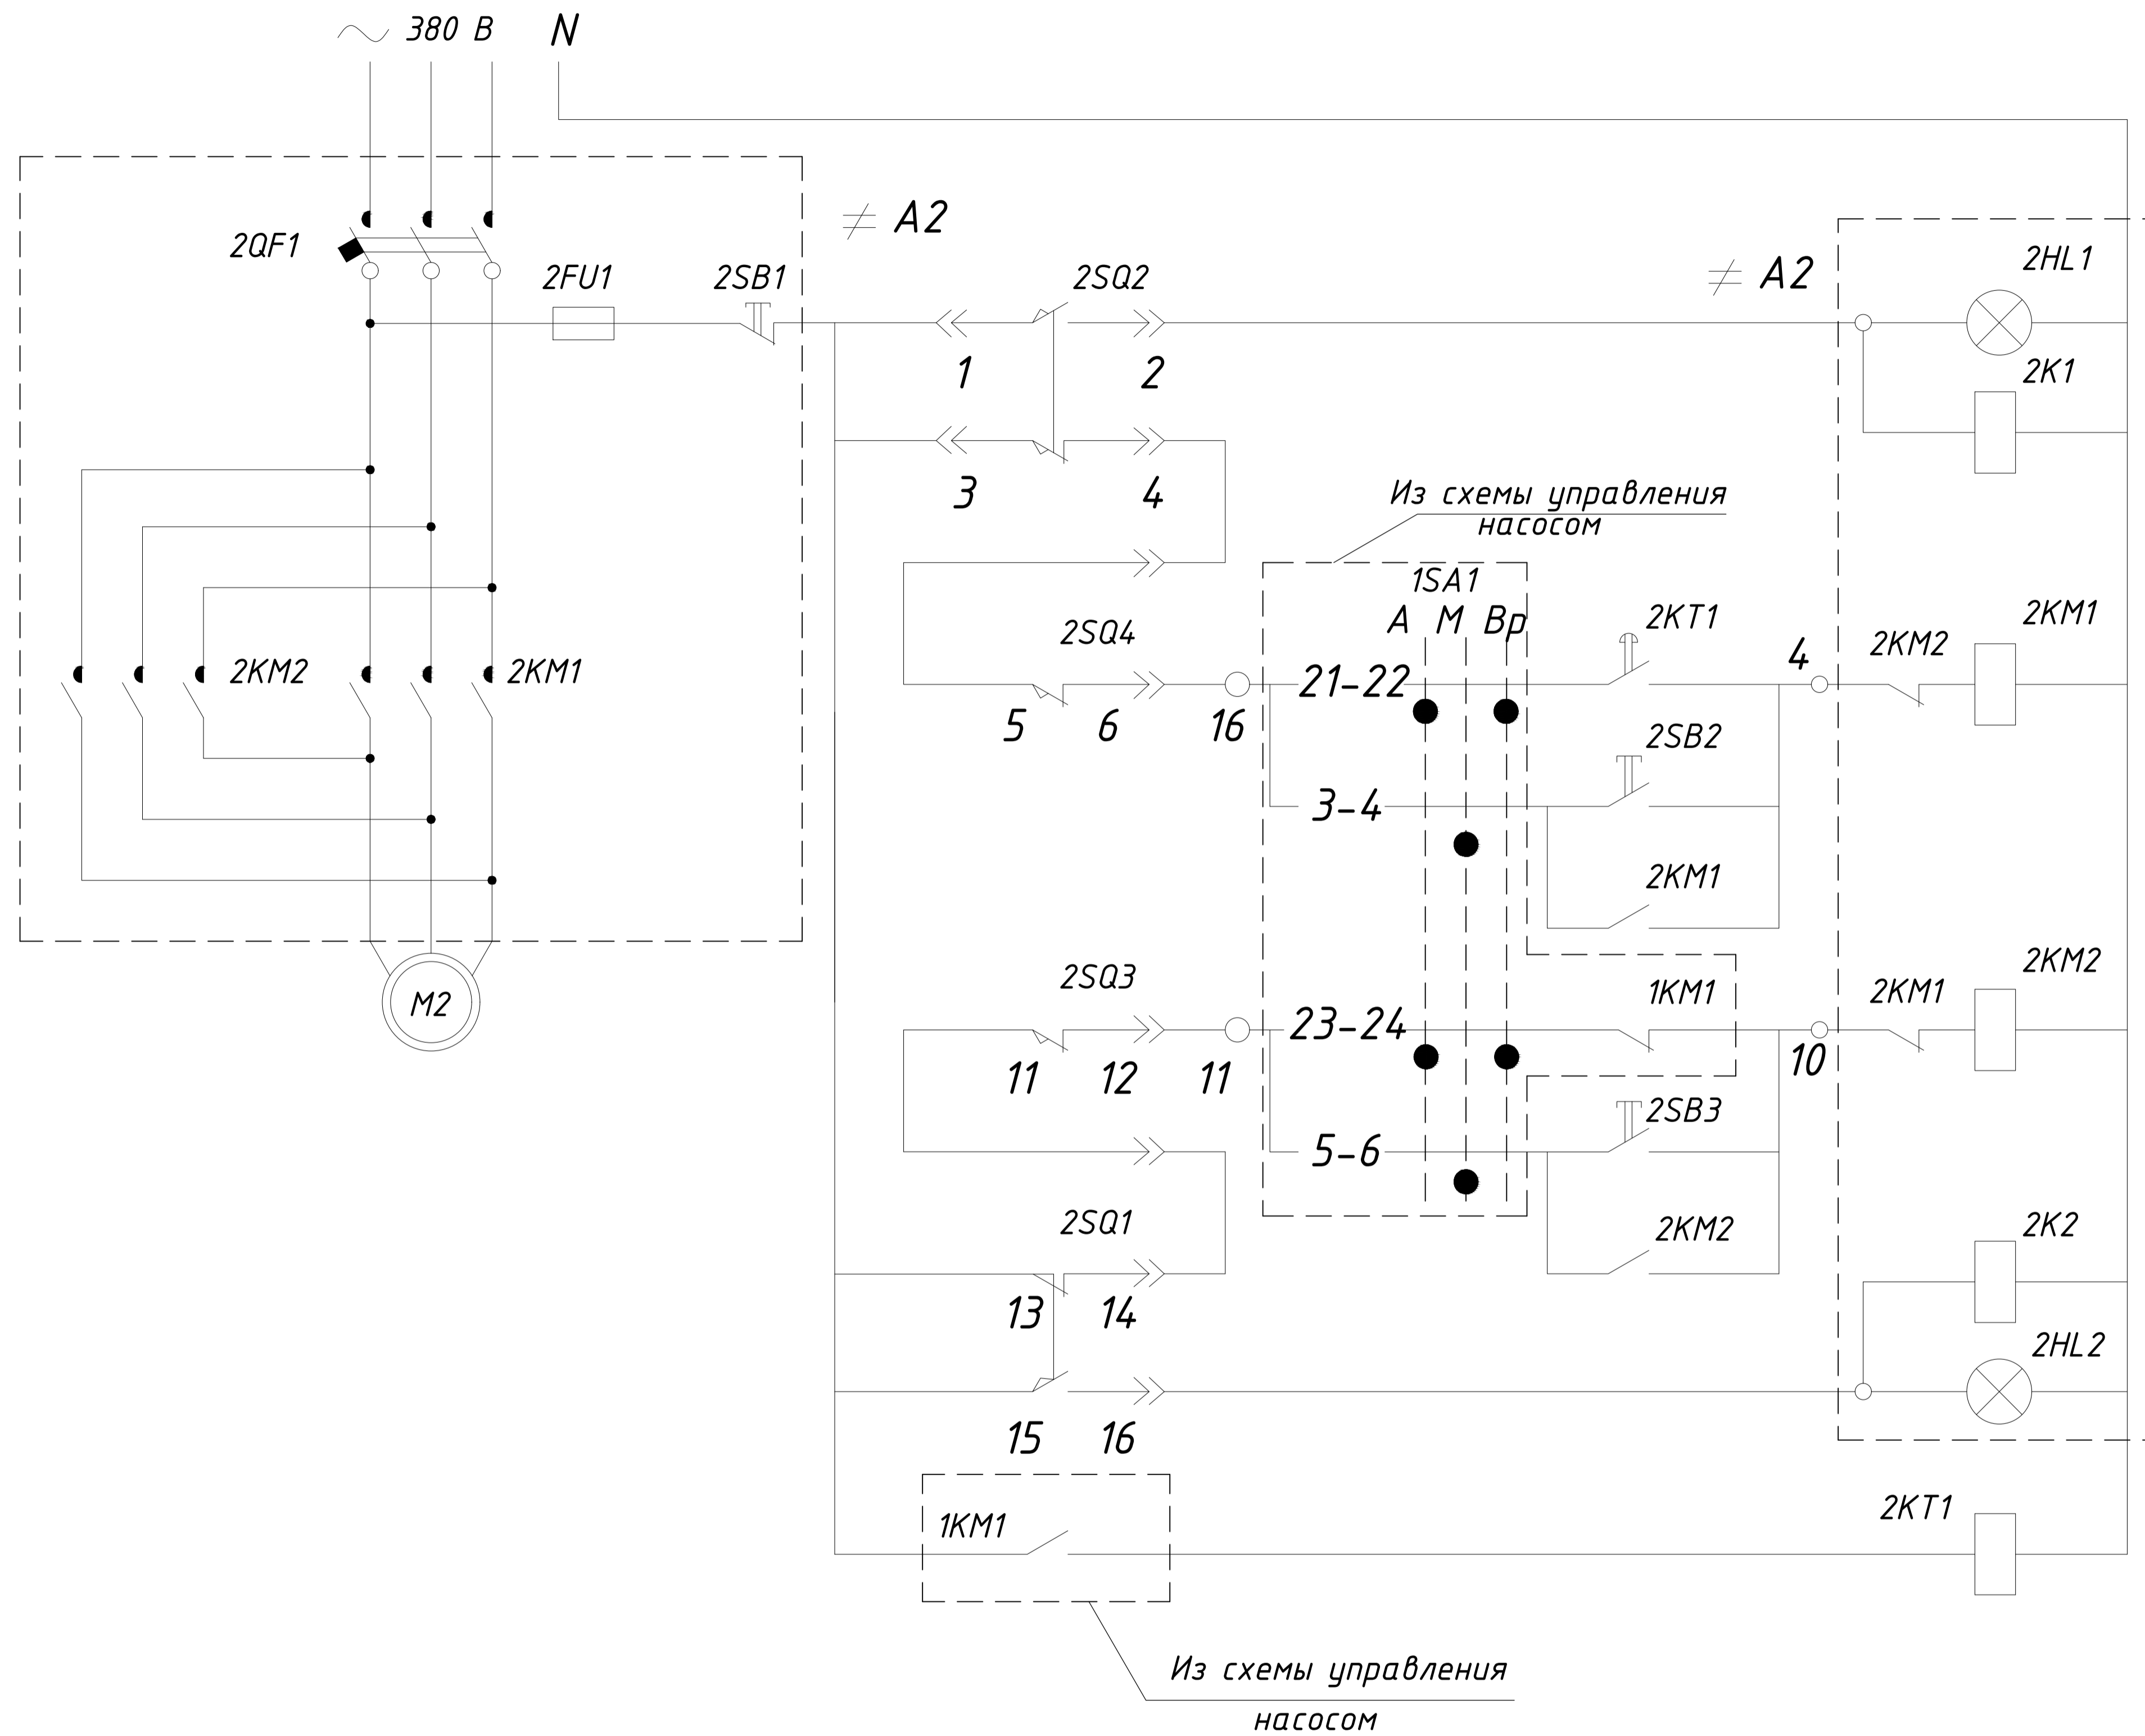 380 В
N
2QF1
2FU1
2SB1
А2
2SQ2
А2
2HL1
1
2
2K1
3
4
Из схемы управления
насосом
1SA1
А М Вр
2SQ4
2KT1
4
2KM2
2KM1
2KM2
2KM1
21-22
5
6
16
2SB2
3-4
2KM1
2SQ3
1KM1
2KM1
2KM2
M2
23-24
11
12
11
10
2SB3
5-6
2SQ1
2KM2
2K2
13
14
2HL2
15
16
1KM1
2KT1
Из схемы управления
насосом